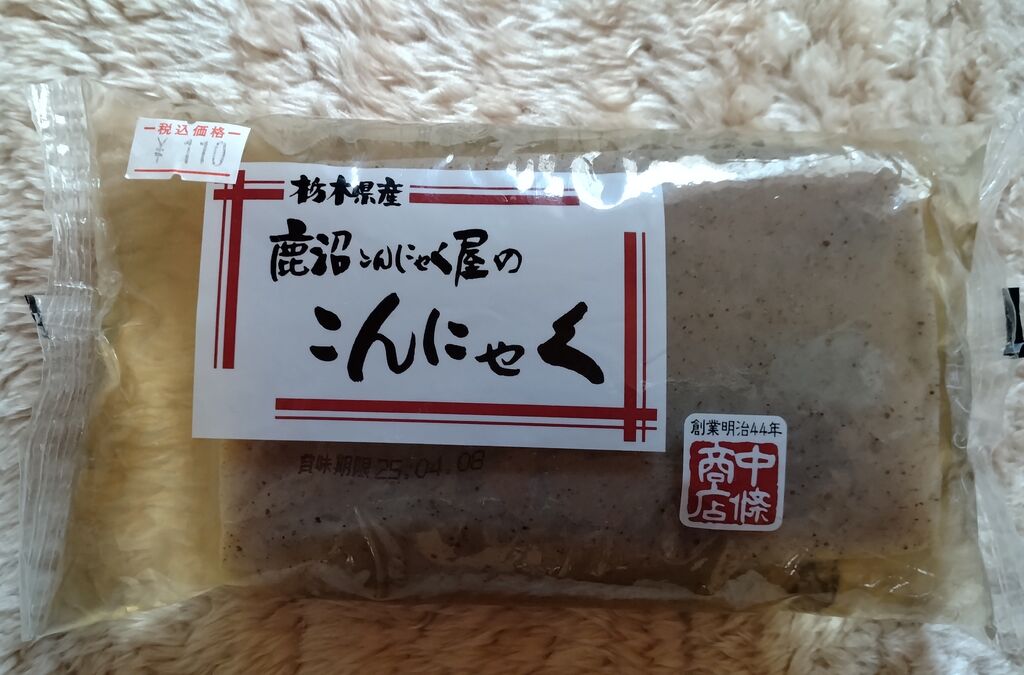 税込価格
¥ 110
栃木県産
鹿沼こんにゃく屋の
こんにゃく
賞味期限 25.04.08
創業明治44年
中條
商店